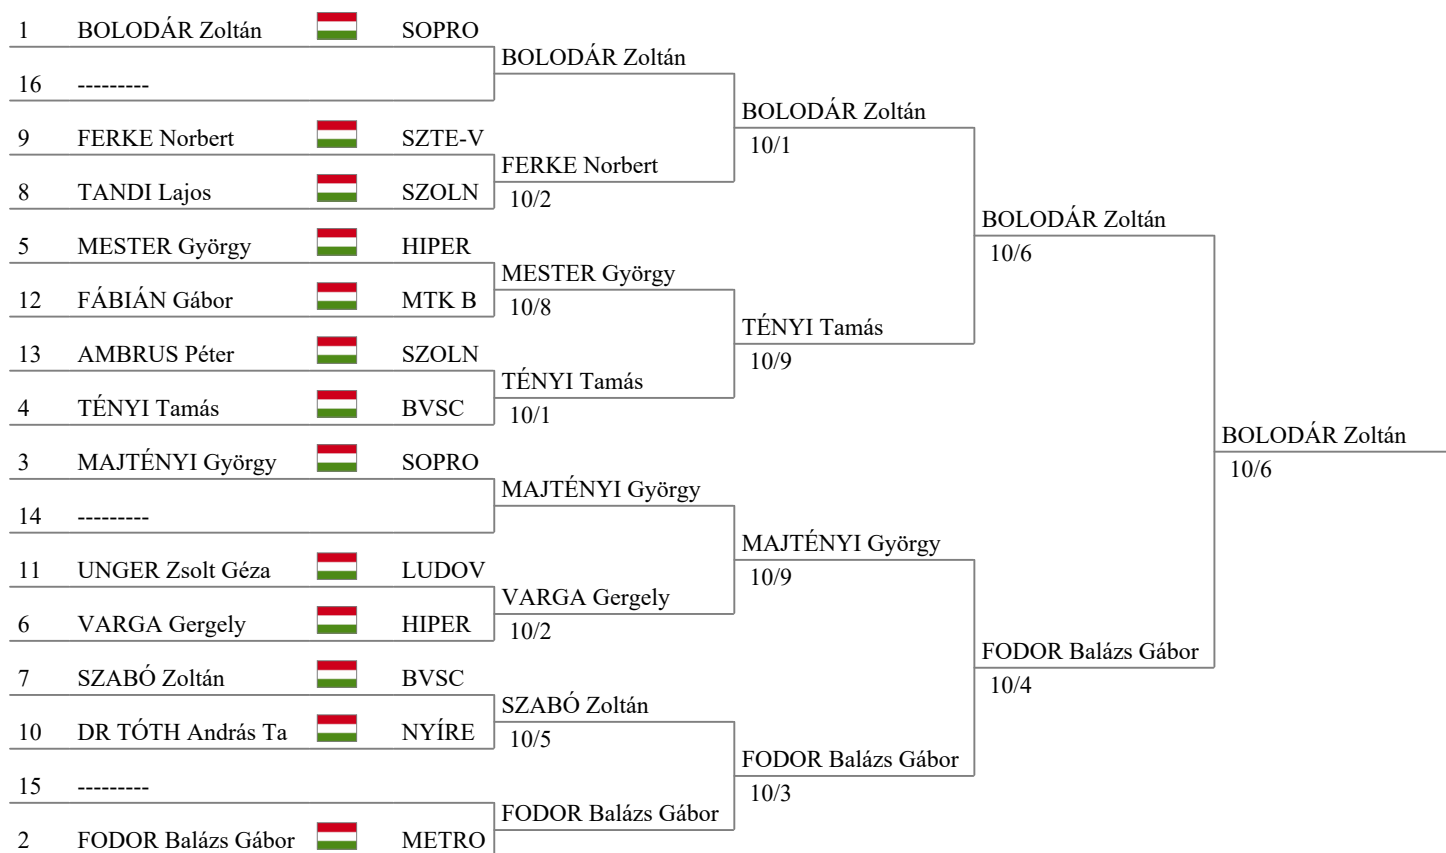 1 BOLODÁR Zoltán SOPRO
16 ---------
9 FERKE Norbert SZTE-V
8 TANDI Lajos SZOLN
5 MESTER György HIPER
12 FÁBIÁN Gábor MTK B
13 AMBRUS Péter SZOLN
4 TÉNYI Tamás BVSC
3 MAJTÉNYI György SOPRO
14 ---------
11 UNGER Zsolt Géza LUDOV
6 VARGA Gergely HIPER
7 SZABÓ Zoltán BVSC
10 DR TÓTH András Ta NYÍRE
15 ---------
2 FODOR Balázs Gábor METRO
BOLODÁR Zoltán
FERKE Norbert
10/2
MESTER György
10/8
TÉNYI Tamás
10/1
MAJTÉNYI György
VARGA Gergely
10/2
SZABÓ Zoltán
10/5
FODOR Balázs Gábor
BOLODÁR Zoltán
10/1
TÉNYI Tamás
10/9
MAJTÉNYI György
10/9
FODOR Balázs Gábor
10/3
BOLODÁR Zoltán
10/6
FODOR Balázs Gábor
10/4
BOLODÁR Zoltán
10/6